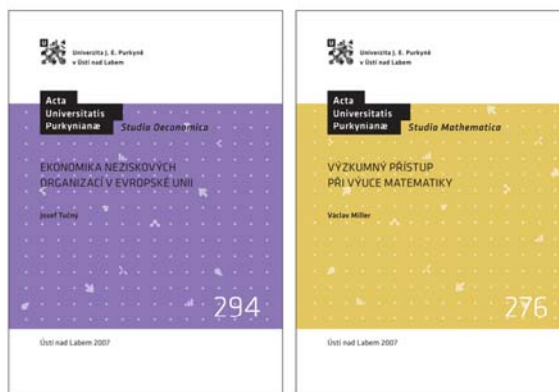 Univerzita J. E. Purkyně
v Ústí nad Labem
Acta
Universitatis
Purkynianæ
Studia Oeconomica
EKONOMIKA NEZISKOVÝCH
ORGANIZACÍ V EVROPSKÉ UNII
Josef Tučný
294
Ústí nad Labem 2007
Univerzita J. E. Purkyně
v Ústí nad Labem
Acta
Universitatis
Purkynianæ
Studia Mathematica
VÝZKUMNÝ PŘÍSTUP
PŘI VÝUCE MATEMATIKY
Václav Miller
276
Ústí nad Labem 2007